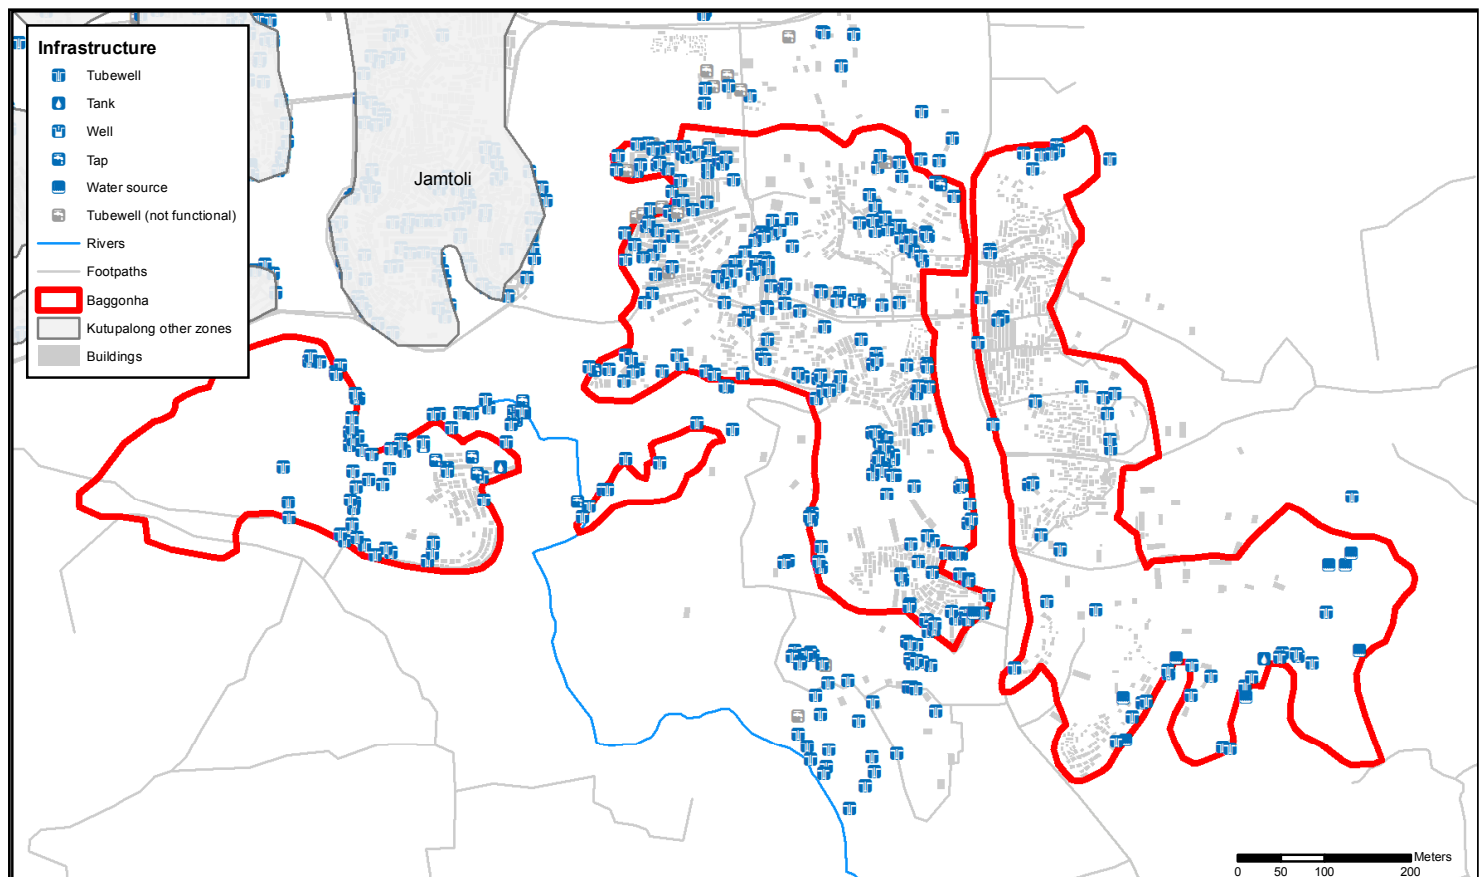 Infrastructure
Tubewell
Tank
Well
Tap
Water source
Tubewell (not functional)
Rivers
Footpaths
Baggonha
Kutupalong other zones
Buildings
Jamtoli
Meters
0 50 100 200